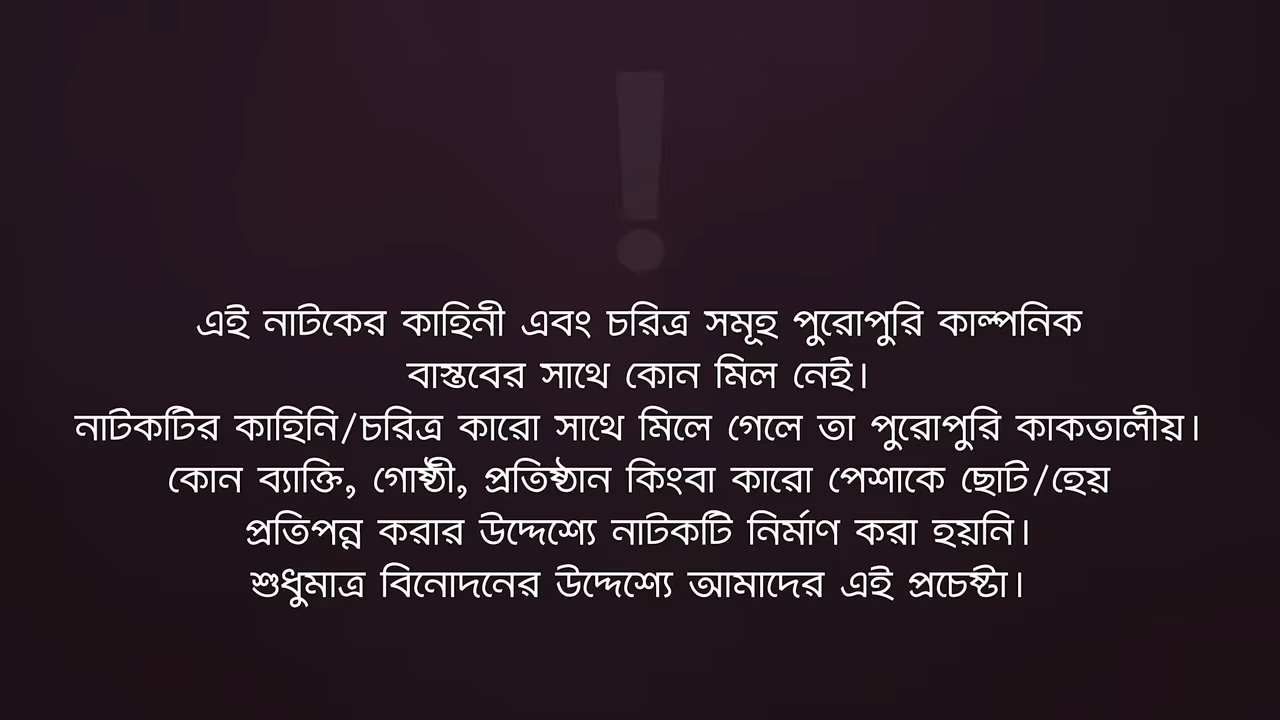 এই নাটকের কাহিনী এবং চরিত্র সমূহ পুরোপুরি কাল্পনিক
বাস্তবের সাথে কোন মিল নেই।
নাটকটির কাহিনি/চরিত্র কারো সাথে মিলে গেলে তা পুরোপুরি কাকতালীয়।
কোন ব্যাক্তি, গোষ্ঠী, প্রতিষ্ঠান কিংবা কারো পেশাকে ছোট/হেয়
প্রতিপন্ন করার উদ্দেশ্যে নাটকটি নির্মাণ করা হয়নি।
শুধুমাত্র বিনোদনের উদ্দেশ্যে আমাদের এই প্রচেষ্টা।